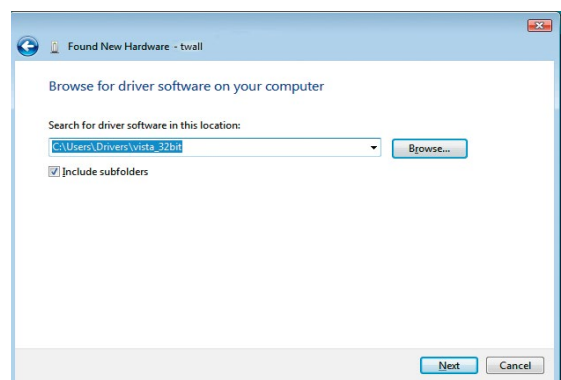 Found New Hardware - twall
Browse for driver software on your computer
Search for driver software in this location:
C:\Users\Drivers\vista_32bit
Browse...
Include subfolders
Next
Cancel